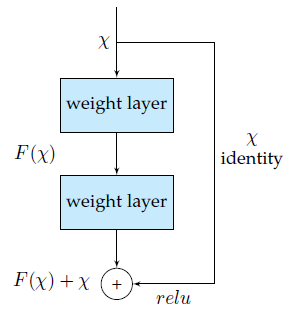 χ
weight layer
F(χ)
χ
identity
weight layer
F(χ) + χ
+
relu